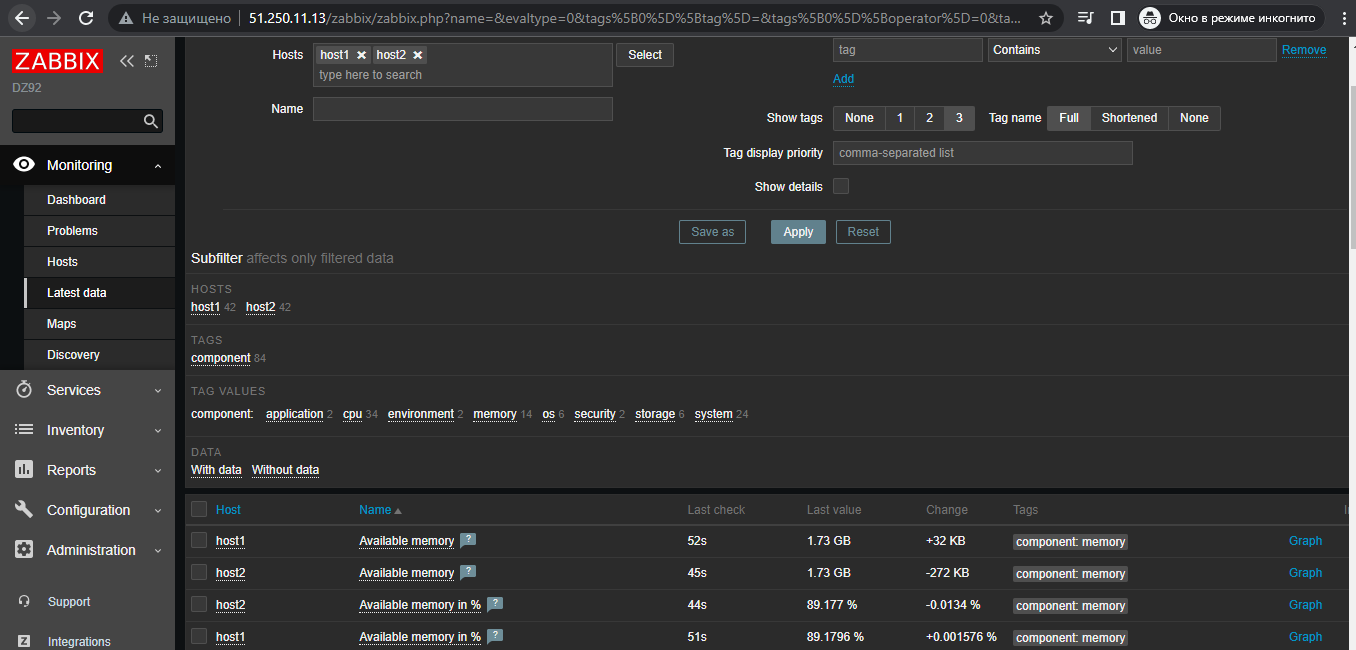 Не защищено 51.250.11.13/zabbix/zabbix.php?name=&evaltype=0&tags%5B0%5D%5Btag%5D=&tags%5B0%5D%5Boperator%5D=0&ta... Окно в режиме инкогнито
ZABBIX
DZ92
Monitoring
Dashboard
Problems
Hosts
Latest data
Maps
Discovery
Services
Inventory
Reports
Configuration
Administration
Support
Z Integrations
Hosts host1 host2 Select
type here to search
Name
tag Contains value Remove
Add
Show tags None 1 2 3 Tag name Full Shortened None
Tag display priority comma-separated list
Show details
Save as Apply Reset
Subfilter affects only filtered data
HOSTS
host1 42 host2 42
TAGS
component 84
TAG VALUES
component: application 2 cpu 34 environment 2 memory 14 os 6 security 2 storage 6 system 24
DATA
With data Without data
Host Name Last check Last value Change Tags
host1 Available memory ? 52s 1.73 GB +32 KB component: memory Graph
host2 Available memory ? 45s 1.73 GB -272 KB component: memory Graph
host2 Available memory in % ? 44s 89.177 % -0.0134 % component: memory Graph
host1 Available memory in % ? 51s 89.1796 % +0.001576 % component: memory Graph